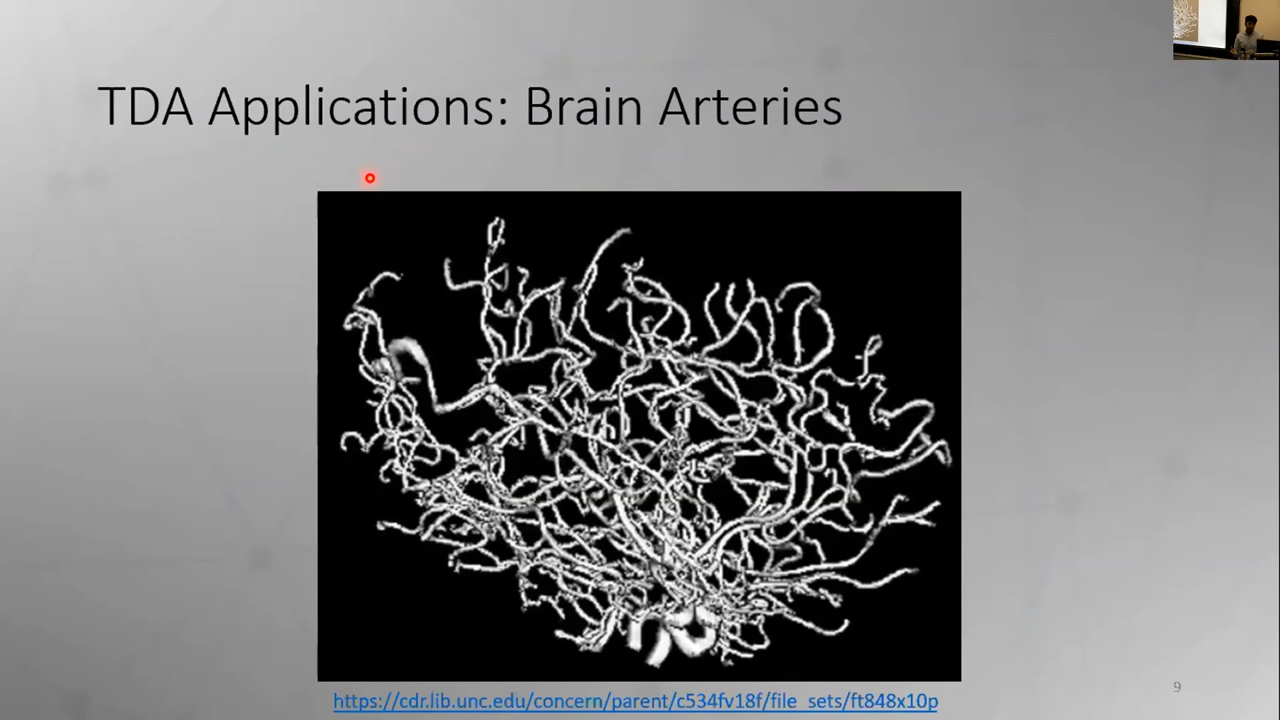 TDA Applications: Brain Arteries
https://cdr.lib.unc.edu/concern/parent/c534fv18f/file_sets/ft848x10p
9